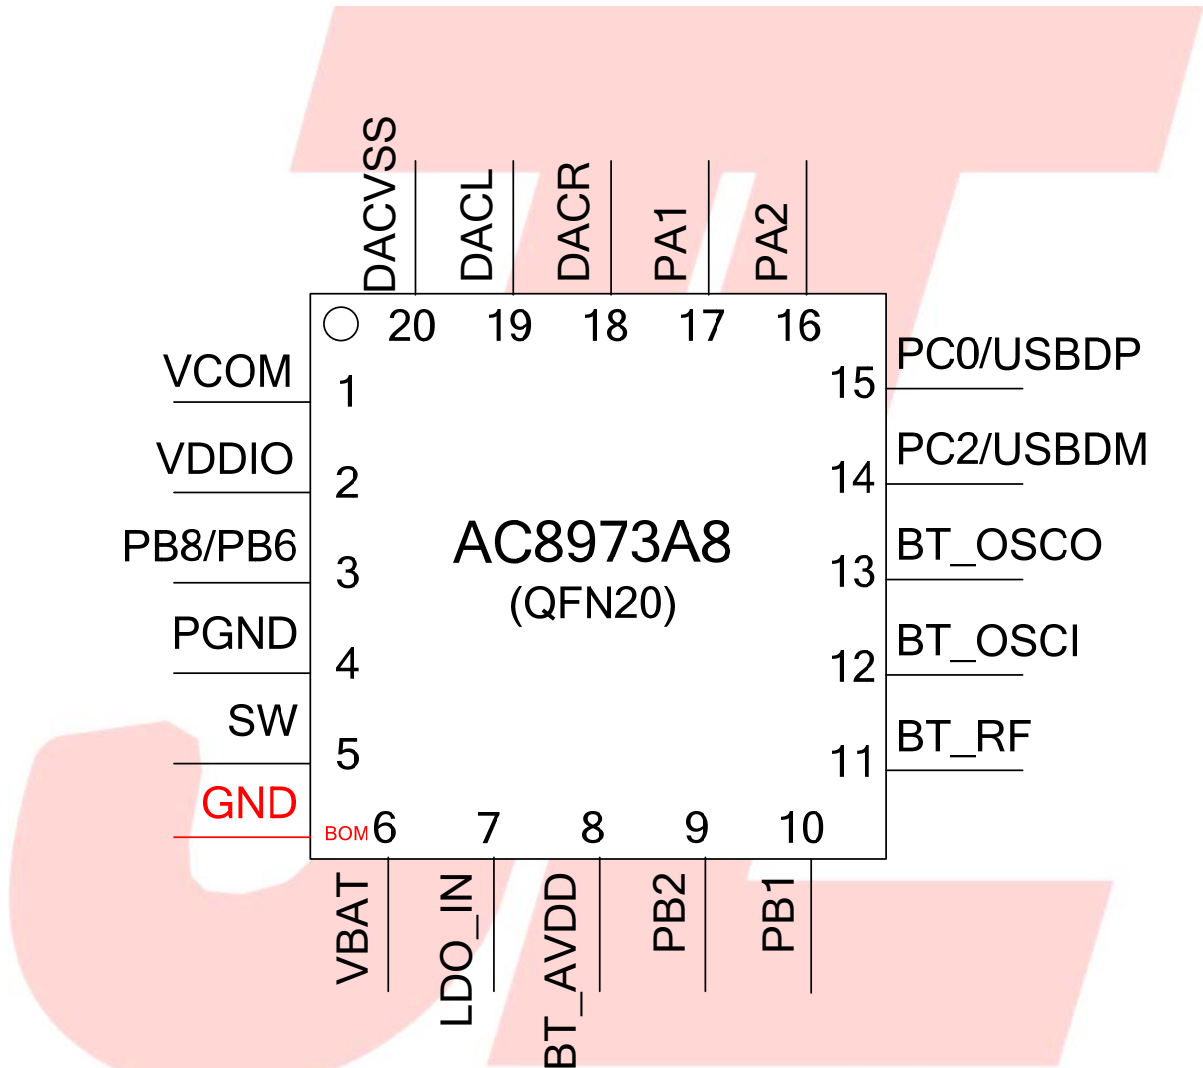 DACVSS
DACL
DACR
PA1
PA2
20
19
18
17
16
VCOM
1
VDDIO
2
PB8/PB6
3
PGND
4
SW
5
GND
BOM
AC8973A8
(QFN20)
15
PC0/USBDP
14
PC2/USBDM
13
BT_OSCO
12
BT_OSCI
11
BT_RF
6
7
8
9
10
VBAT
LDO_IN
BT_AVDD
PB2
PB1